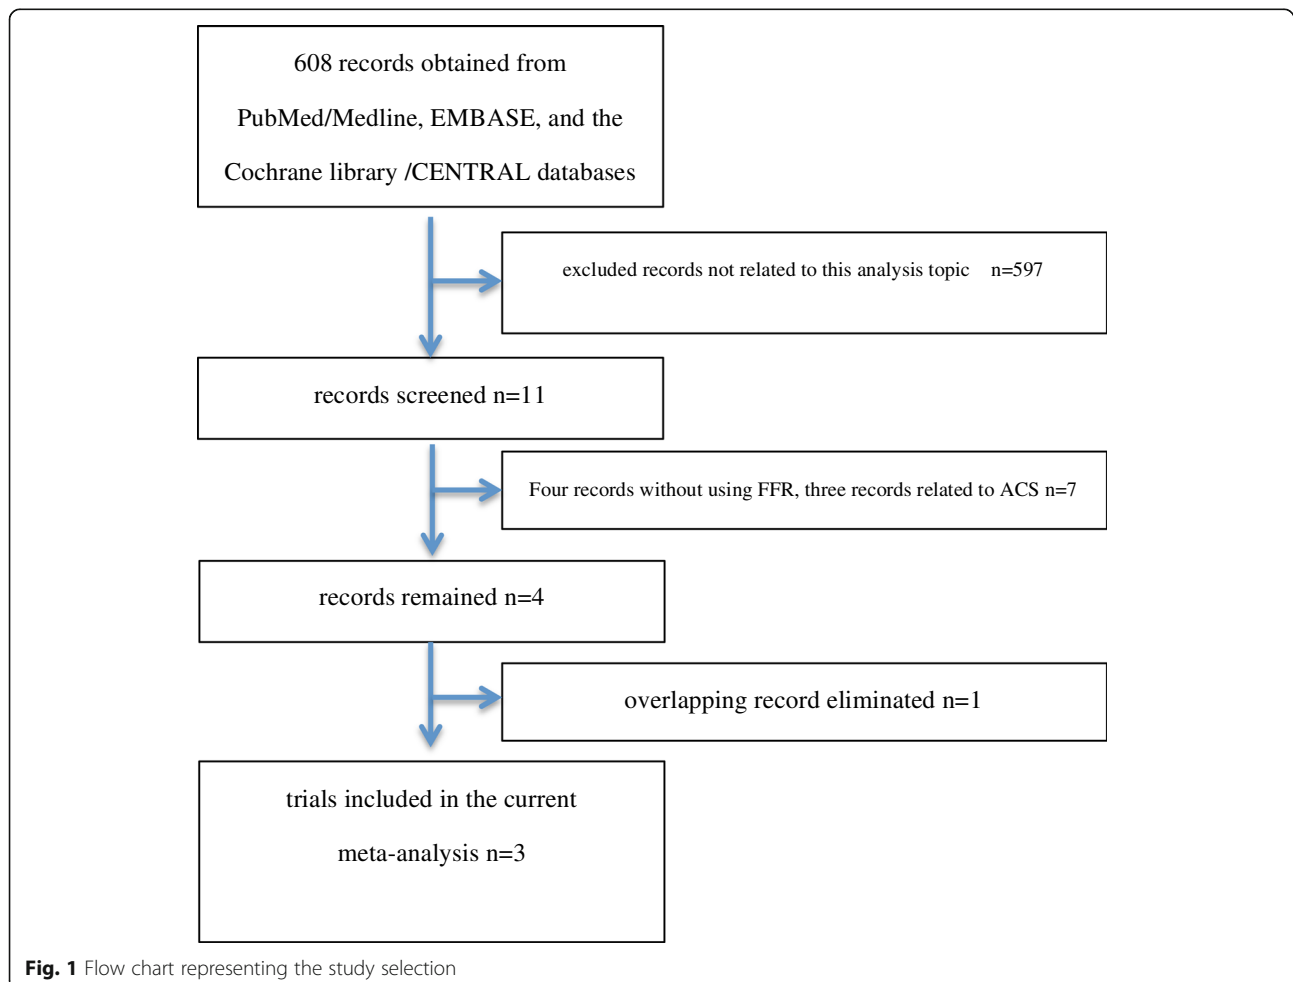 608 records obtained from
PubMed/Medline, EMBASE, and the
Cochrane library /CENTRAL databases
excluded records not related to this analysis topic n=597
records screened n=11
Four records without using FFR, three records related to ACS n=7
records remained n=4
overlapping record eliminated n=1
trials included in the current
meta-analysis n=3
Fig. 1 Flow chart representing the study selection